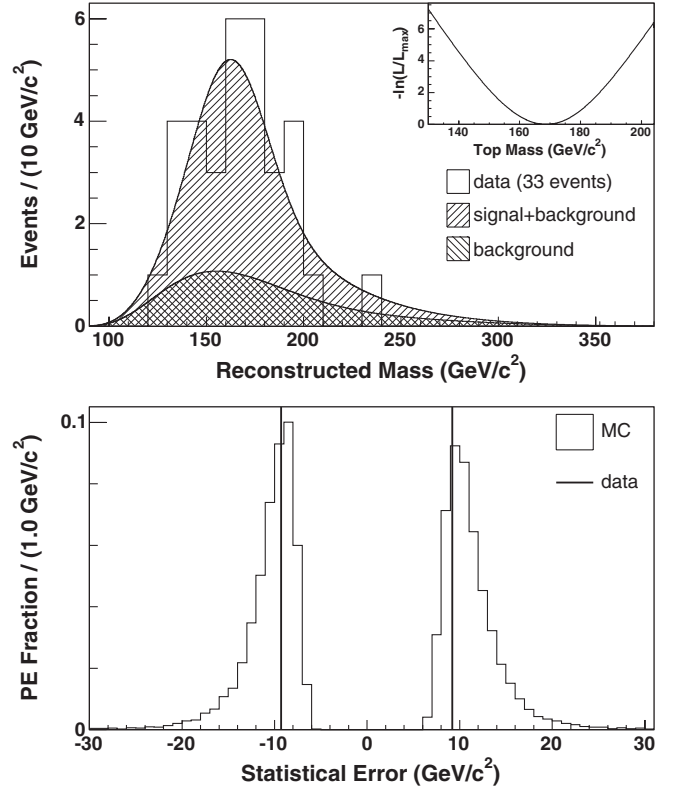 Events / (10 GeV/c²)
6
4
2
0
100
150
200
250
300
350
Reconstructed Mass (GeV/c²)
-ln(L/Lmax)
6
4
2
0
140
160
180
200
Top Mass (GeV/c²)
data (33 events)
signal+background
background
PE Fraction / (1.0 GeV/c²)
0.1
0
-30
-20
-10
0
10
20
30
Statistical Error (GeV/c²)
MC
data